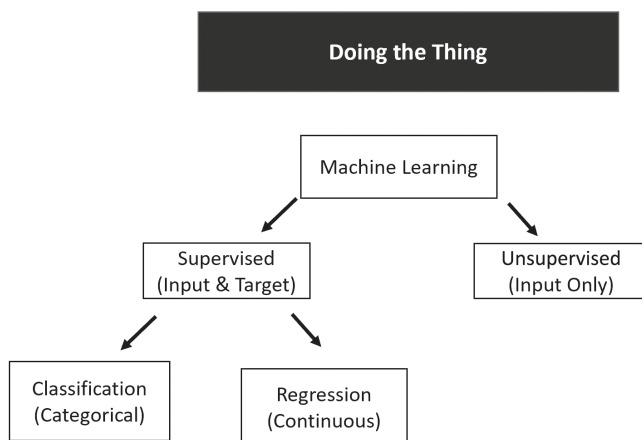 Doing the Thing
Machine Learning
Supervised
(Input & Target)
Unsupervised
(Input Only)
Classification
(Categorical)
Regression
(Continuous)